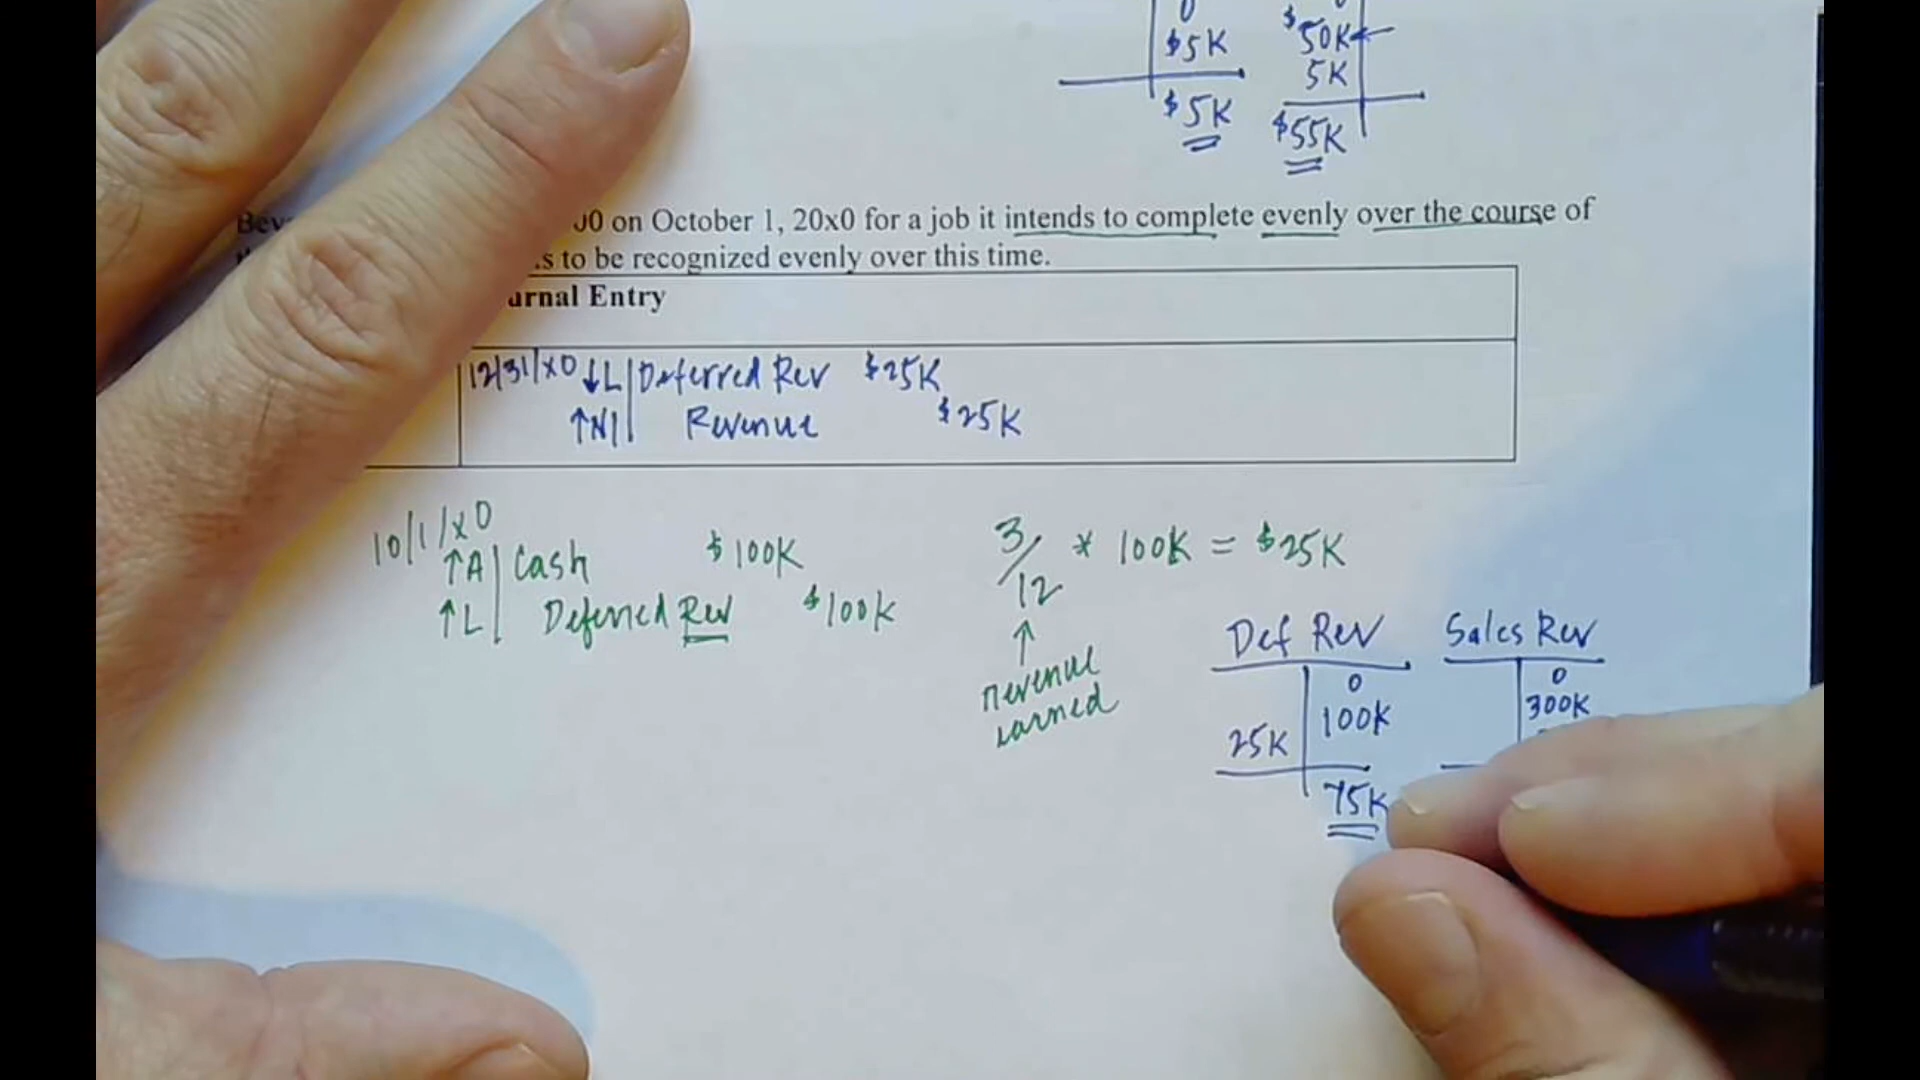 $5K $50K
5K
$5K $55K
00 on October 1, 20x0 for a job it intends to complete evenly over the course of
to be recognized evenly over this time.
Entry
12/31/x0 ↓L Deferred Rev $25K
↑NI Revenue $25K
10/1/x0
↑A Cash $100K
↑L Deferred Rev $100K
3/12 * 100K = $25K
↑
revenue
earned
Def Rev Sales Rev
0 0
100K 300K
25K
75K